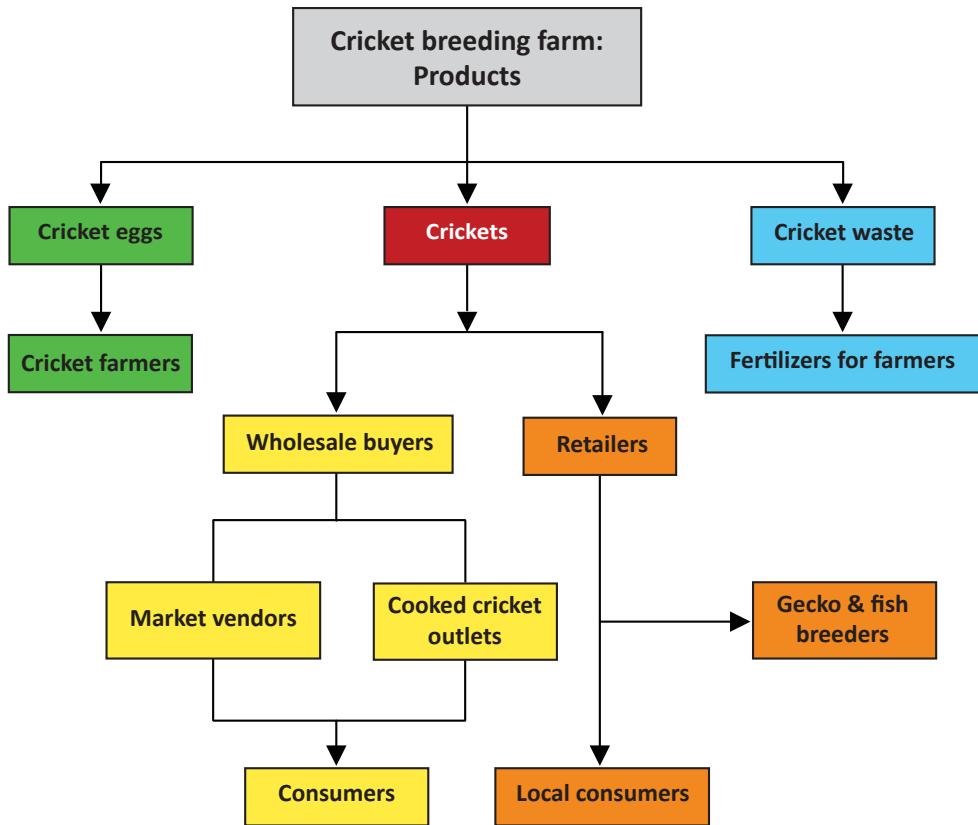 Cricket breeding farm:
Products
Cricket eggs
Crickets
Cricket waste
Cricket farmers
Fertilizers for farmers
Wholesale buyers
Retailers
Market vendors
Cooked cricket
outlets
Gecko & fish
breeders
Consumers
Local consumers